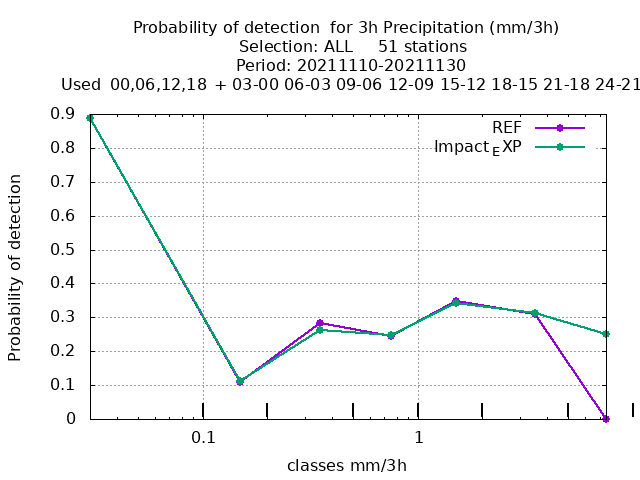 Probability of detection  for 3h Precipitation (mm/3h)
Selection: ALL     51 stations
Period: 20211110-20211130
Used  00,06,12,18  + 03-00 06-03 09-06 12-09 15-12 18-15 21-18 24-21
0.9
0.8
0.7
0.6
0.5
0.4
0.3
0.2
0.1
0
Probability of detection
REF
Impact_EXP
0.1
1
classes mm/3h